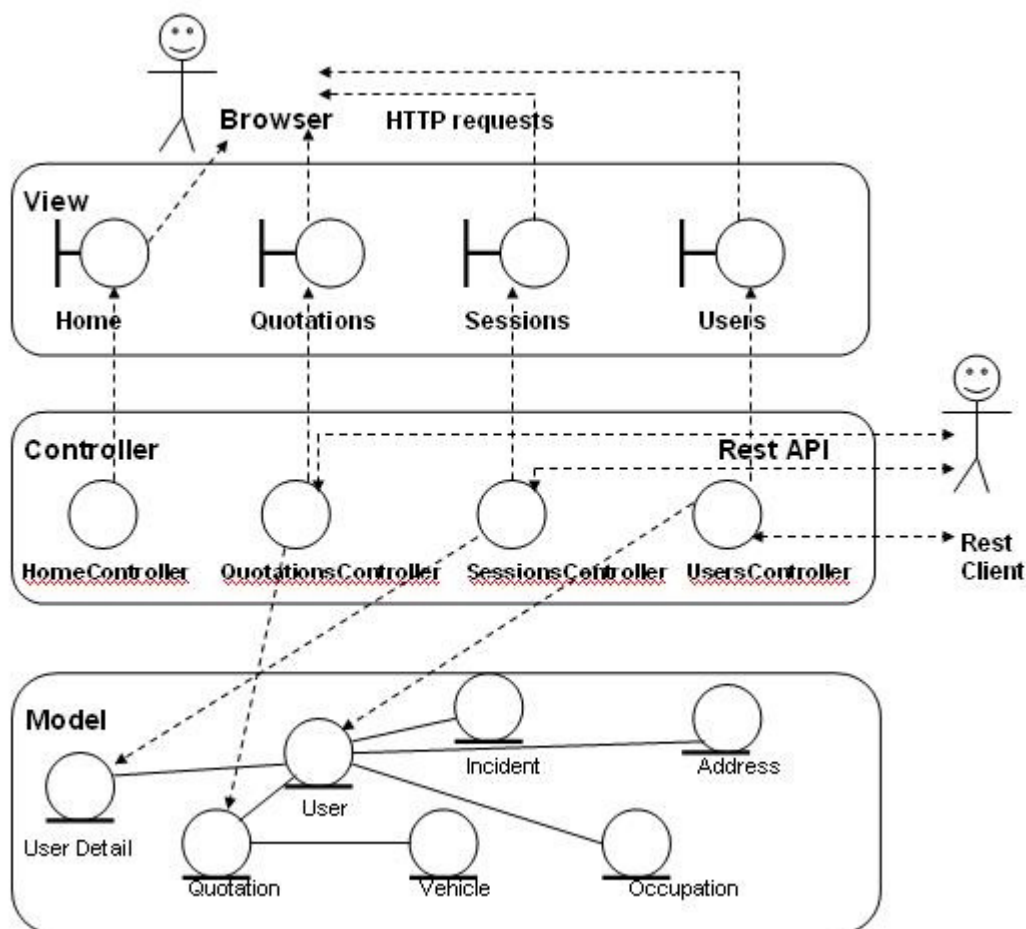 Browser
HTTP requests
View
Home
Quotations
Sessions
Users
Controller
Rest API
HomeController
QuotationsController
SessionsController
UsersController
Rest
Client
Model
User Detail
User
Incident
Address
Quotation
Vehicle
Occupation